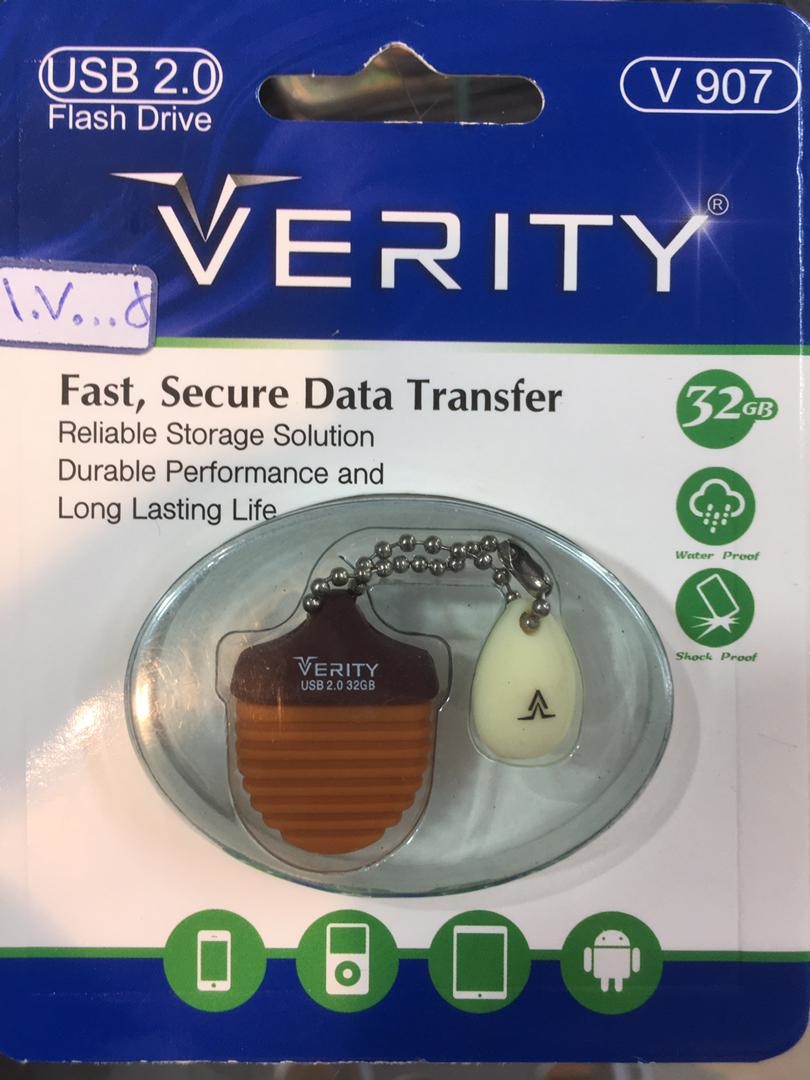 USB 2.0
Flash Drive
V 907
VERITY®
Fast, Secure Data Transfer
Reliable Storage Solution
Durable Performance and
Long Lasting Life
32GB
Water Proof
Shock Proof
VERITY
USB 2.0 32GB